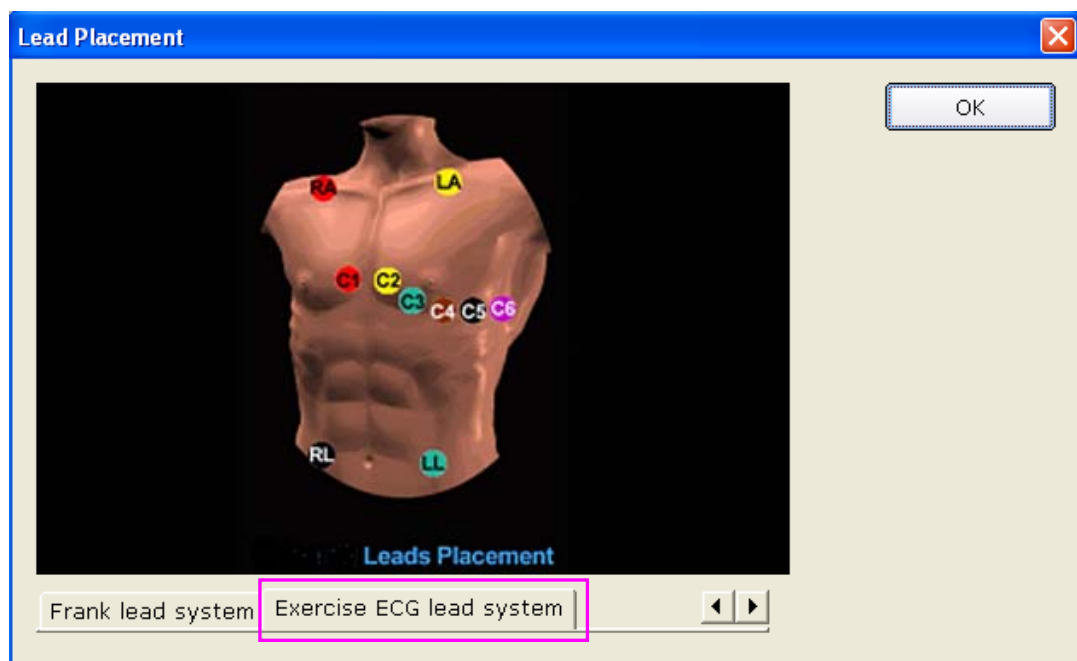 Lead Placement
OK
RA
LA
C1 C2
C3
C4 C5 C6
RL
LL
Leads Placement
Frank lead system
Exercise ECG lead system